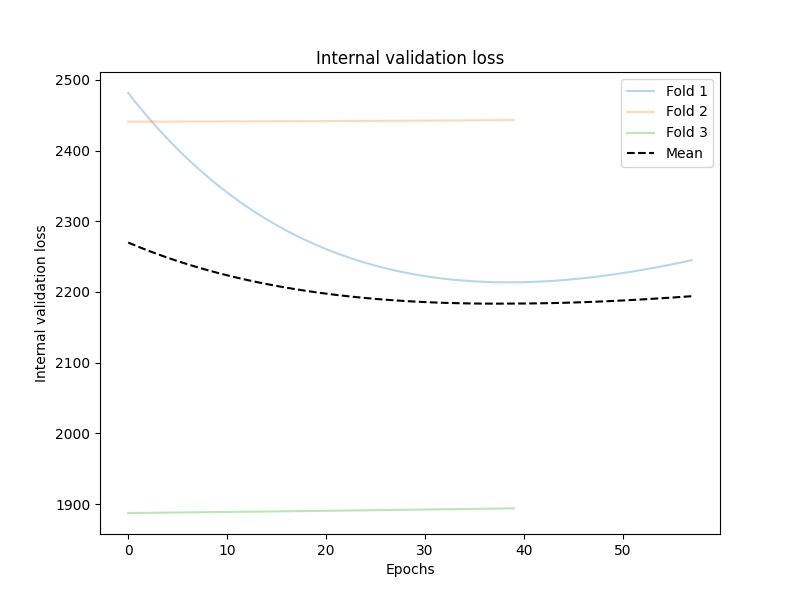 Internal validation loss
2500
2400
2300
2200
2100
2000
1900
Internal validation loss
Fold 1
Fold 2
Fold 3
Mean
0 10 20 30 40 50
Epochs